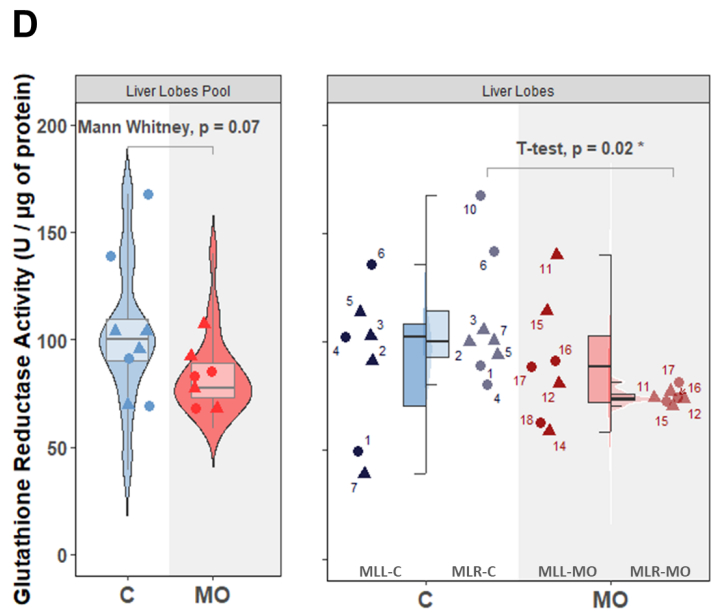 D
Glutathione Reductase Activity (U / µg of protein)
Liver Lobes Pool
Liver Lobes
200
150
100
50
0
Mann Whitney, p = 0.07
T-test, p = 0.02 *
10
6
6
5
3
4
2
1
7
3
7
2
5
1
4
11
15
16
17
12
18
14
17
11
16
15
12
MLL-C
MLR-C
MLL-MO
MLR-MO
C
MO
C
MO